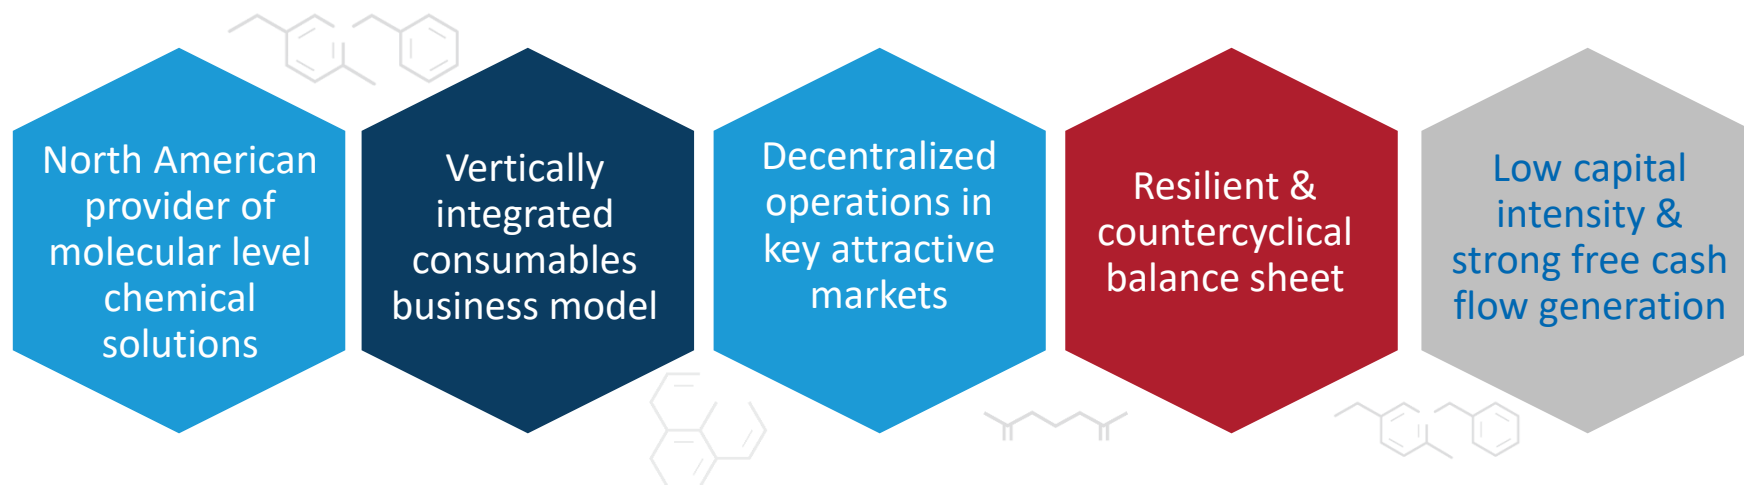 North American
provider of
molecular level
chemical
solutions
Vertically
integrated
consumables
business model
Decentralized
operations in
key attractive
markets
Resilient &
countercyclical
balance sheet
Low capital
intensity &
strong free cash
flow generation